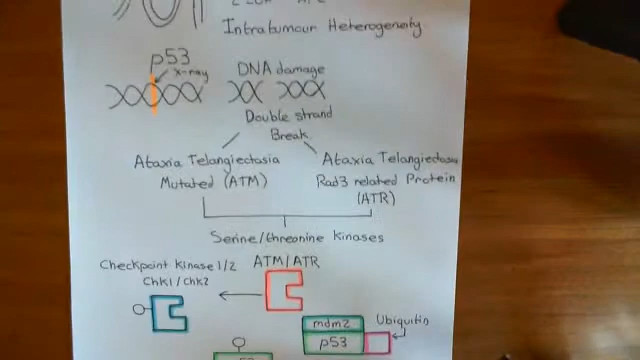 Intratumour Heterogeneity
p53
x-ray
DNA damage
Double strand
Break
Ataxia Telangiectasia
Mutated (ATM)
Ataxia Telangiectasia
Rad3 related Protein
(ATR)
Serine/threonine kinases
Checkpoint Kinase 1/2
Chk1/Chk2
ATM/ATR
mdm2
p53
Ubiquitin